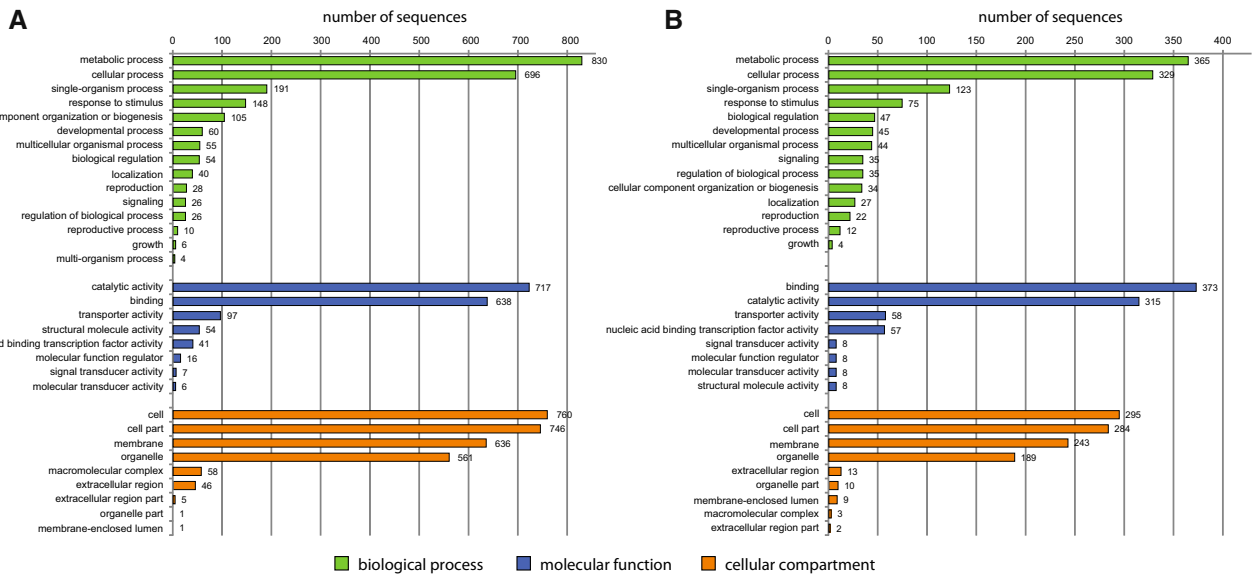 A
number of sequences
0 100 200 300 400 500 600 700 800
metabolic process 830
cellular process 696
single-organism process 191
response to stimulus 148
component organization or biogenesis 105
developmental process 60
multicellular organismal process 55
biological regulation 54
localization 40
reproduction 28
signaling 26
regulation of biological process 26
reproductive process 10
growth 6
multi-organism process 4
catalytic activity 717
binding 638
transporter activity 97
structural molecule activity 54
d binding transcription factor activity 41
molecular function regulator 16
signal transducer activity 7
molecular transducer activity 6
cell 760
cell part 746
membrane 636
organelle 561
macromolecular complex 58
extracellular region 46
extracellular region part 5
organelle part 1
membrane-enclosed lumen 1
B
number of sequences
0 50 100 150 200 250 300 350 400
metabolic process 365
cellular process 329
single-organism process 123
response to stimulus 75
biological regulation 47
developmental process 45
multicellular organismal process 44
signaling 35
regulation of biological process 35
cellular component organization or biogenesis 34
localization 27
reproduction 22
reproductive process 12
growth 4
binding 373
catalytic activity 315
transporter activity 58
nucleic acid binding transcription factor activity 57
signal transducer activity 8
molecular function regulator 8
molecular transducer activity 8
structural molecule activity 8
cell 295
cell part 284
membrane 243
organelle 189
extracellular region 13
organelle part 10
membrane-enclosed lumen 9
macromolecular complex 3
extracellular region part 2
biological process molecular function cellular compartment